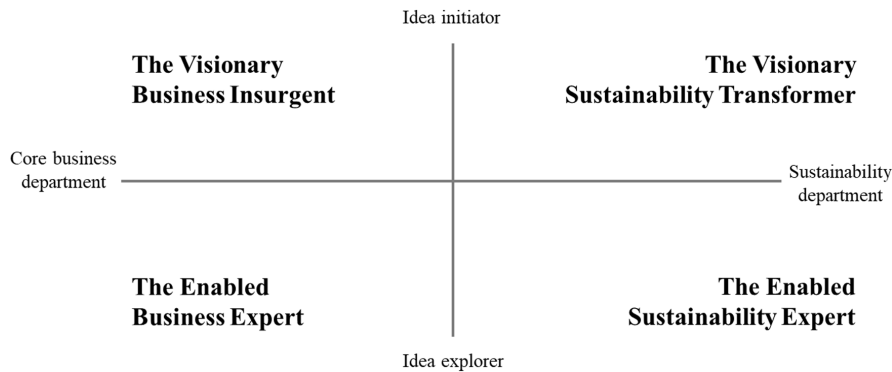 Idea initiator
The Visionary
Business Insurgent
The Visionary
Sustainability Transformer
Core business
department
Sustainability
department
The Enabled
Business Expert
The Enabled
Sustainability Expert
Idea explorer